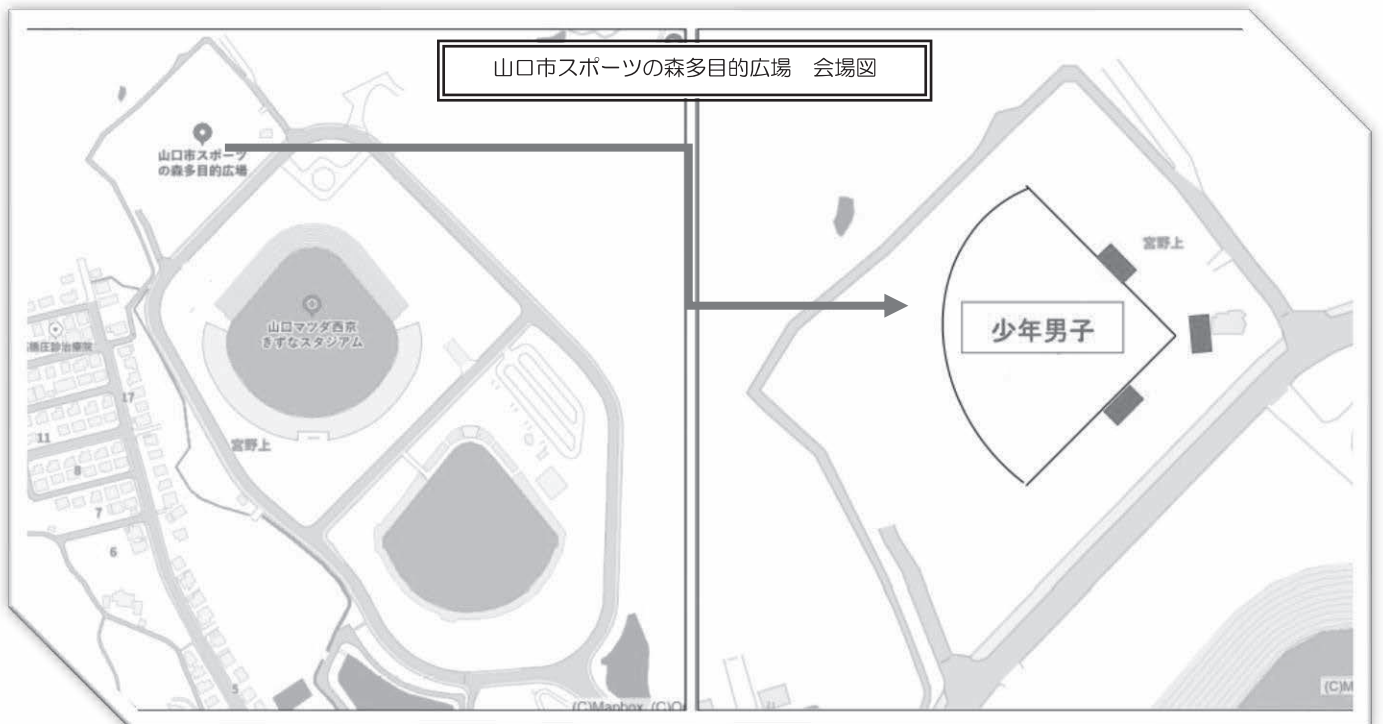 山口市スポーツの森多目的広場　会場図
山口市スポーツ
の森多目的広場
山口マツダ西京
きずなスタジアム
宮野上
17
11
8
7
6
5
(C)Mapbox, (C)O
宮野上
少年男子
(C)M